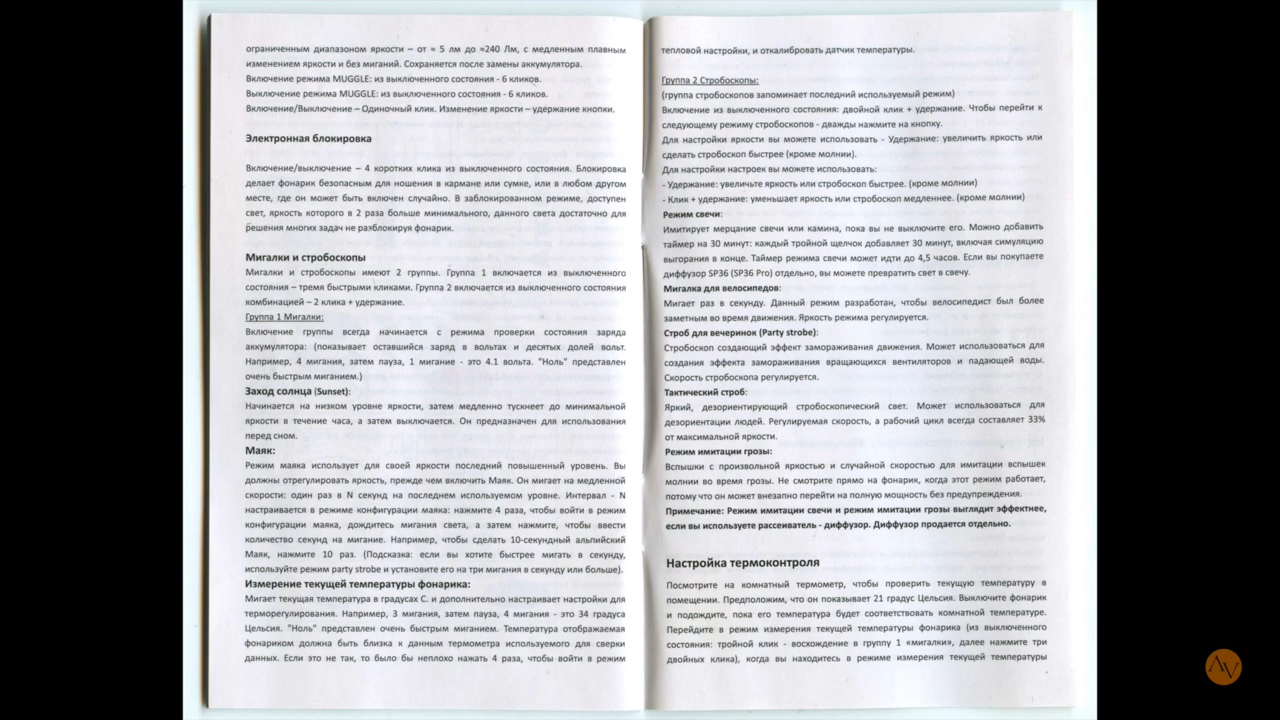 ограниченным диапазоном яркости – от ≈ 5 лм до ≈240 Лм, с медленным плавным
изменением яркости и без миганий. Сохраняется после замены аккумулятора.
Включение режима MUGGLE: из выключенного состояния - 6 кликов.
Выключение режима MUGGLE: из выключенного состояния - 6 кликов.
Включение/Выключение – Одиночный клик. Изменение яркости – удержание кнопки.
Электронная блокировка
Включение/выключение – 4 коротких клика из выключенного состояния. Блокировка
делает фонарик безопасным для ношения в кармане или сумке, или в любом другом
месте, где он может быть включен случайно. В заблокированном режиме, доступен
свет, яркость которого в 2 раза больше минимального, данного света достаточно для
решения многих задач не разблокируя фонарик.
Мигалки и стробоскопы
Мигалки и стробоскопы имеют 2 группы. Группа 1 включается из выключенного
состояния – тремя быстрыми кликами. Группа 2 включается из выключенного состояния
комбинацией – 2 клика + удержание.
Группа 1 Мигалки:
Включение группы всегда начинается с режима проверки состояния заряда
аккумулятора: (показывает оставшийся заряд в вольтах и десятых долей вольт.
Например, 4 мигания, затем пауза, 1 мигание - это 4.1 вольта. "Ноль" представлен
очень быстрым миганием.)
Заход солнца (Sunset):
Начинается на низком уровне яркости, затем медленно тускнеет до минимальной
яркости в течение часа, а затем выключается. Он предназначен для использования
перед сном.
Маяк:
Режим маяка использует для своей яркости последний повышенный уровень. Вы
должны отрегулировать яркость, прежде чем включить Маяк. Он мигает на медленной
скорости: один раз в N секунд на последнем используемом уровне. Интервал - N
настраивается в режиме конфигурации маяка: нажмите 4 раза, чтобы войти в режим
конфигурации маяка, дождитесь мигания света, а затем нажмите, чтобы ввести
количество секунд на мигание. Например, чтобы сделать 10-секундный альпийский
Маяк, нажмите 10 раз. (Подсказка: если вы хотите быстрее мигать в секунду,
используйте режим party strobe и установите его на три мигания в секунду или больше).
Измерение текущей температуры фонарика:
Мигает текущая температура в градусах С. и дополнительно настраивает настройки для
терморегулирования. Например, 3 мигания, затем пауза, 4 мигания - это 34 градуса
Цельсия. "Ноль" представлен очень быстрым миганием. Температура отображаемая
фонариком должна быть близка к данным термометра используемого для сверки
данных. Если это не так, то было бы неплохо нажать 4 раза, чтобы войти в режим
тепловой настройки, и откалибровать датчик температуры.
Группа 2 Стробоскопы:
(группа стробоскопов запоминает последний используемый режим)
Включение из выключенного состояния: двойной клик + удержание. Чтобы перейти к
следующему режиму стробоскопов - дважды нажмите на кнопку.
Для настройки яркости вы можете использовать - Удержание: увеличить яркость или
сделать стробоскоп быстрее (кроме молнии).
Для настройки настроек вы можете использовать:
- Удержание: увеличьте яркость или стробоскоп быстрее. (кроме молнии)
- Клик + удержание: уменьшает яркость или стробоскоп медленнее. (кроме молнии)
Режим свечи:
Имитирует мерцание свечи или камина, пока вы не выключите его. Можно добавить
таймер на 30 минут: каждый тройной щелчок добавляет 30 минут, включая симуляцию
выгорания в конце. Таймер режима свечи может идти до 4,5 часов. Если вы покупаете
диффузор SP36 (SP36 Pro) отдельно, вы можете превратить свет в свечу.
Мигалка для велосипедов:
Мигает раз в секунду. Данный режим разработан, чтобы велосипедист был более
заметным во время движения. Яркость режима регулируется.
Строб для вечеринок (Party strobe):
Стробоскоп создающий эффект замораживания движения. Может использоваться для
создания эффекта замораживания вращающихся вентиляторов и падающей воды.
Скорость стробоскопа регулируется.
Тактический строб:
Яркий, дезориентирующий стробоскопический свет. Может использоваться для
дезориентации людей. Регулируемая скорость, а рабочий цикл всегда составляет 33%
от максимальной яркости.
Режим имитации грозы:
Вспышки с произвольной яркостью и случайной скоростью для имитации вспышек
молнии во время грозы. Не смотрите прямо на фонарик, когда этот режим работает,
потому что он может внезапно перейти на полную мощность без предупреждения.
Примечание: Режим имитации свечи и режим имитации грозы выглядит эффектнее,
если вы используете рассеиватель - диффузор. Диффузор продается отдельно.
Настройка термоконтроля
Посмотрите на комнатный термометр, чтобы проверить текущую температуру в
помещении. Предположим, что он показывает 21 градус Цельсия. Выключите фонарик
и подождите, пока его температура будет соответствовать комнатной температуре.
Перейдите в режим измерения текущей температуры фонарика (из выключенного
состояния: тройной клик - восхождение в группу 1 «мигалки», далее нажмите три
двойных клика), когда вы находитесь в режиме измерения текущей температуры